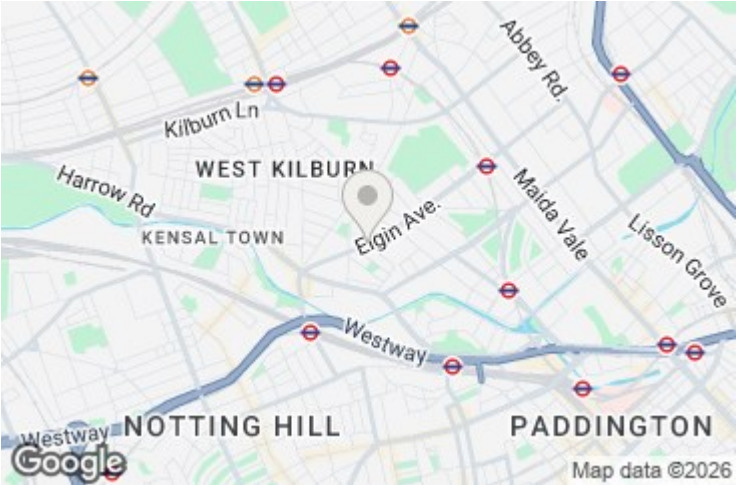 Abbey Rd.
Kilburn Ln
WEST KILBURN
Harrow Rd
Maida Vale
Elgin Ave.
KENSAL TOWN
Lisson Grove
Westway
NOTTING HILL
PADDINGTON
Westway
Google
Map data ©2026